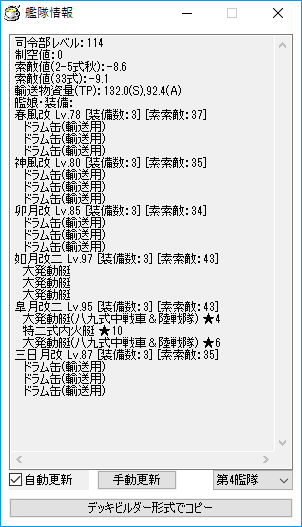 艦隊情報
司令部レベル: 114
制空値: 0
索敵値(2-5式秋): -8.6
索敵値(33式): -9.1
輸送物資量(TP): 132.0(S),92.4(A)
艦娘・装備:
春風改 Lv.78 [装備数: 3] [索索敵: 37]
ドラム缶(輸送用)
ドラム缶(輸送用)
ドラム缶(輸送用)
神風改 Lv.80 [装備数: 3] [索索敵: 35]
ドラム缶(輸送用)
ドラム缶(輸送用)
ドラム缶(輸送用)
卯月改 Lv.85 [装備数: 3] [索索敵: 34]
ドラム缶(輸送用)
ドラム缶(輸送用)
ドラム缶(輸送用)
如月改二 Lv.97 [装備数: 3] [索索敵: 43]
大発動艇
大発動艇
大発動艇
皐月改二 Lv.95 [装備数: 3] [索索敵: 43]
大発動艇(八九式中戦車＆陸戦隊) ★4
特二式内火艇 ★10
大発動艇(八九式中戦車＆陸戦隊) ★6
三日月改 Lv.87 [装備数: 3] [索索敵: 35]
ドラム缶(輸送用)
ドラム缶(輸送用)
ドラム缶(輸送用)
自動更新 手動更新 第4艦隊
デッキビルダー形式でコピー